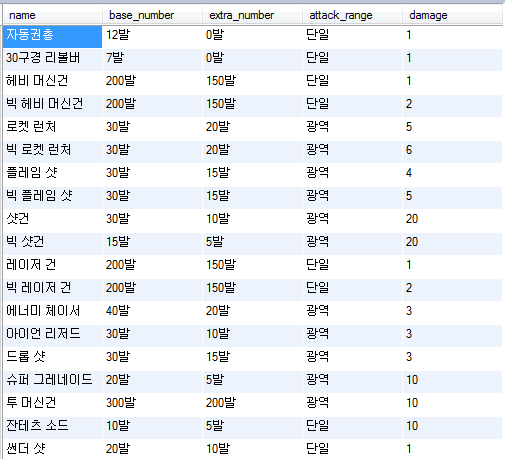 name base_number extra_number attack_range damage
자동권총 12발 0발 단일 1
30구경 리볼버 7발 0발 단일 1
헤비 머신건 200발 150발 단일 1
빅 헤비 머신건 200발 150발 단일 2
로켓 런처 30발 20발 광역 5
빅 로켓 런처 30발 20발 광역 6
플레임 샷 30발 15발 광역 4
빅 플레임 샷 30발 15발 광역 5
샷건 30발 10발 광역 20
빅 샷건 15발 5발 광역 20
레이저 건 200발 150발 단일 1
빅 레이저 건 200발 150발 단일 2
에너미 체이서 40발 20발 광역 3
아이언 리저드 30발 10발 광역 3
드롭 샷 30발 15발 광역 3
슈퍼 그레네이드 20발 5발 광역 10
투 머신건 300발 200발 광역 10
잔테츠 소드 10발 5발 단일 10
썬더 샷 20발 10발 단일 1